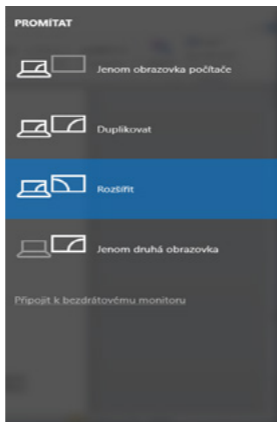 PROMÍTAT
Jenom obrazovka počítače
Duplikovat
Rozšířit
Jenom druhá obrazovka
Připojit k bezdrátovému monitoru